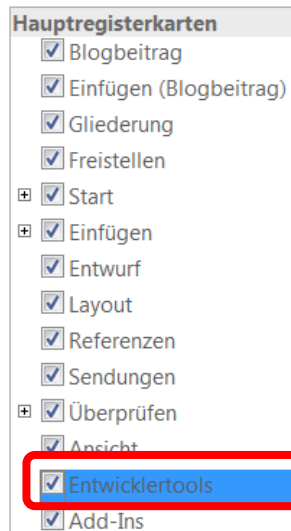 Hauptregisterkarten
Blogbeitrag
Einfügen (Blogbeitrag)
Gliederung
Freistellen
Start
Einfügen
Entwurf
Layout
Referenzen
Sendungen
Überprüfen
Ansicht
Entwicklertools
Add-Ins